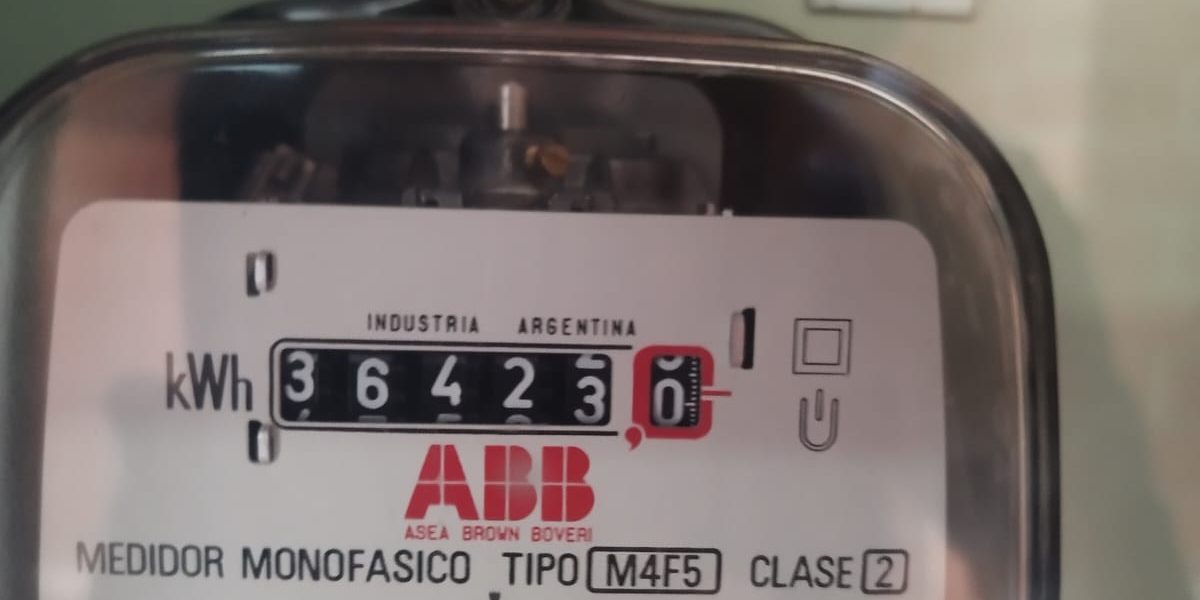 INDUSTRIA ARGENTINA
kWh 36423,0
ABB
ASEA BROWN BOVERI
MEDIDOR MONOFASICO TIPO M4F5 CLASE 2